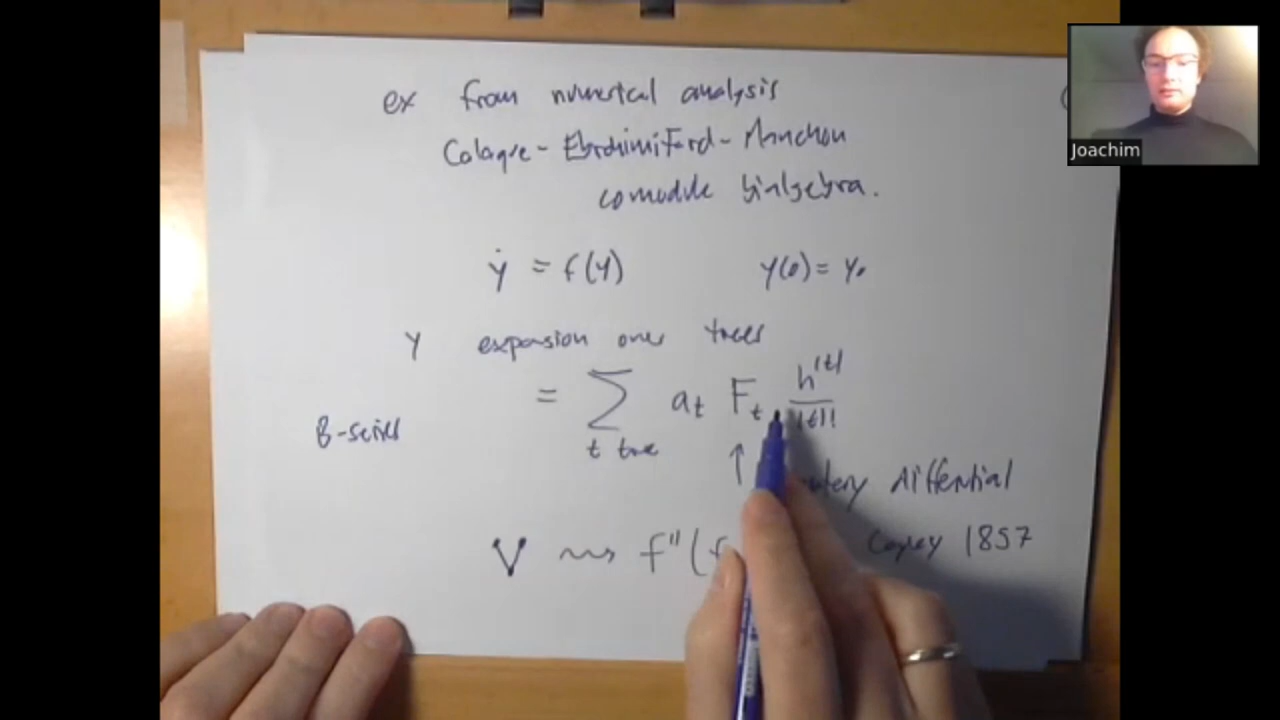 ex from numerical analysis
Calaque - Ebrahimi Fard - Manchon
comodule bialgebra.
ẏ = f(y) y(0) = y₀
y expansion over trees
= Σ aₜ Fₜ h^|t| / |t|!
t tree
B-series
↑ differential
V ⇝ f''(f Cayley 1857
Joachim